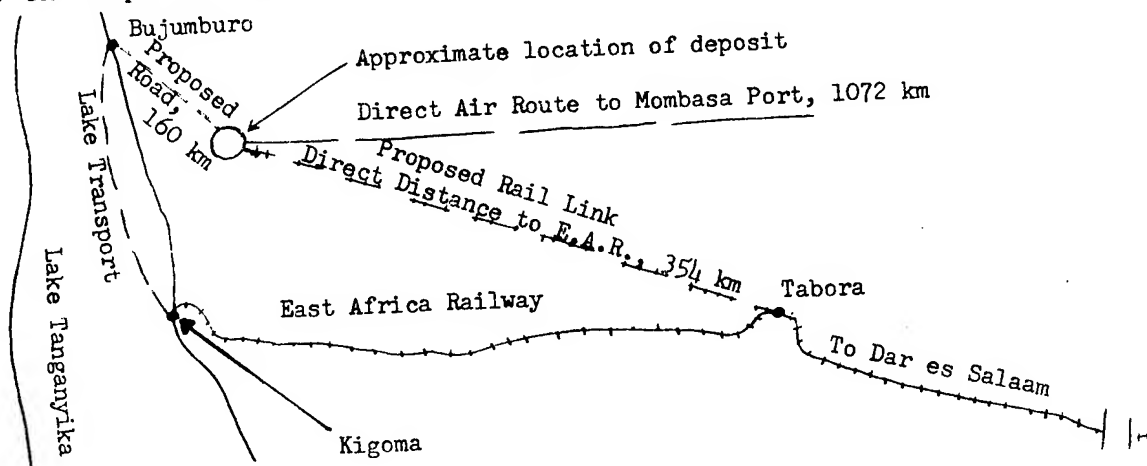 Bujumburo
Approximate location of deposit
Proposed
Road,
160 km
Direct Air Route to Mombasa Port, 1072 km
Lake Transport
Proposed Rail Link
Direct Distance to E.A.R., 354 km
Tabora
East Africa Railway
To Dar es Salaam
Lake Tanganyika
Kigoma